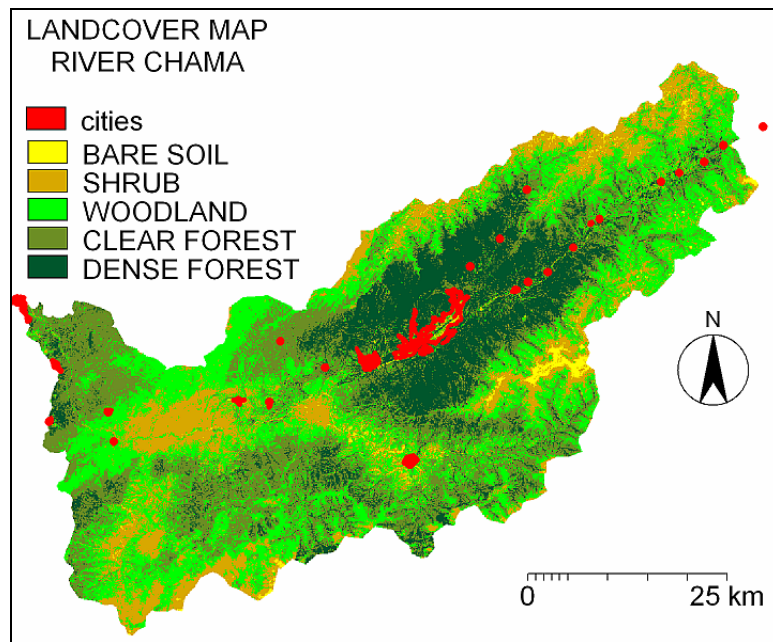 LANDCOVER MAP
RIVER CHAMA
cities
BARE SOIL
SHRUB
WOODLAND
CLEAR FOREST
DENSE FOREST
N
0 25 km